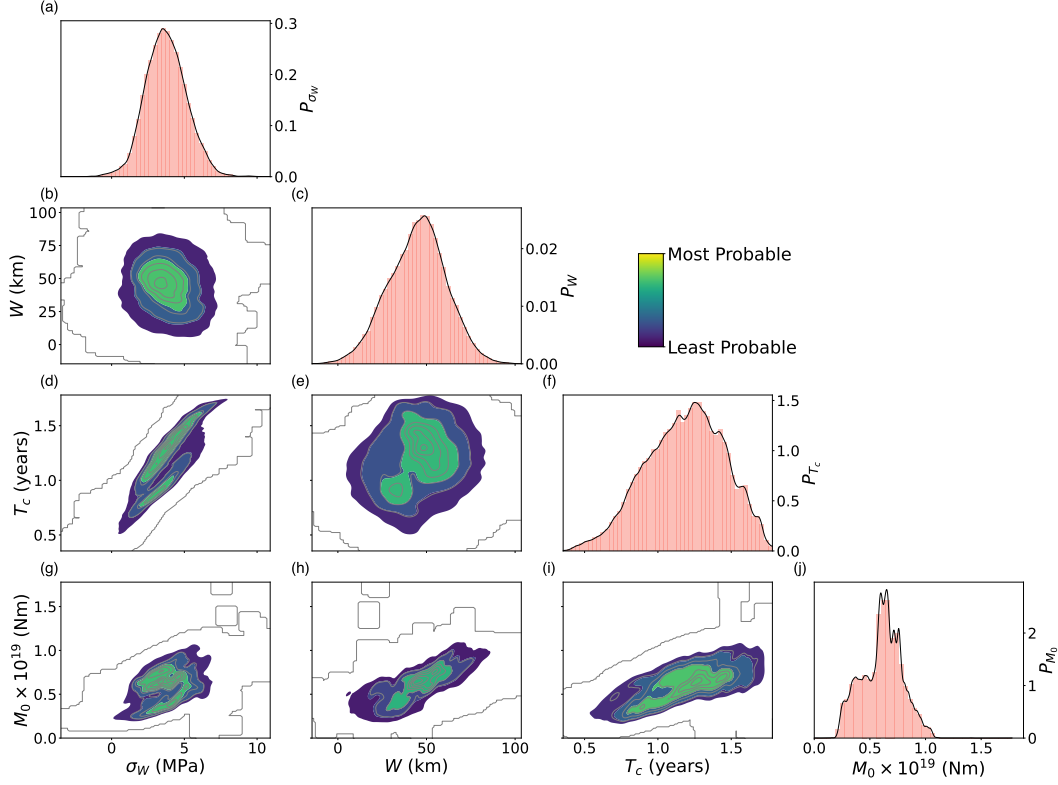 (a)
0.3
0.2
0.1
0.0
P_{σ_W}
(b)
(c)
100
75
50
25
0
W (km)
0.02
0.01
0.00
P_W
Most Probable
Least Probable
(d)
(e)
(f)
1.5
1.0
0.5
T_c (years)
1.5
1.0
0.5
0.0
P_{T_c}
(g)
(h)
(i)
(j)
1.5
1.0
0.5
0.0
M_0 × 10^{19} (Nm)
2
1
0
P_{M_0}
0 5 10
0 50 100
0.5 1.0 1.5
0.0 0.5 1.0 1.5
σ_W (MPa)
W (km)
T_c (years)
M_0 × 10^{19} (Nm)